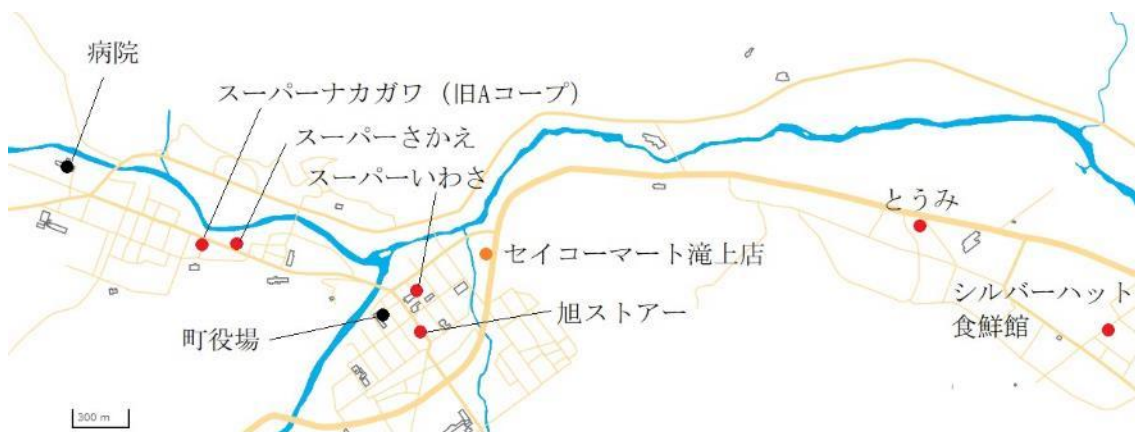 病院
スーパーナカガワ（旧Aコープ）
スーパーさかえ
スーパーいわさ
とうみ
セイコーマート滝上店
シルバーハット
食鮮館
旭ストアー
町役場
300 m